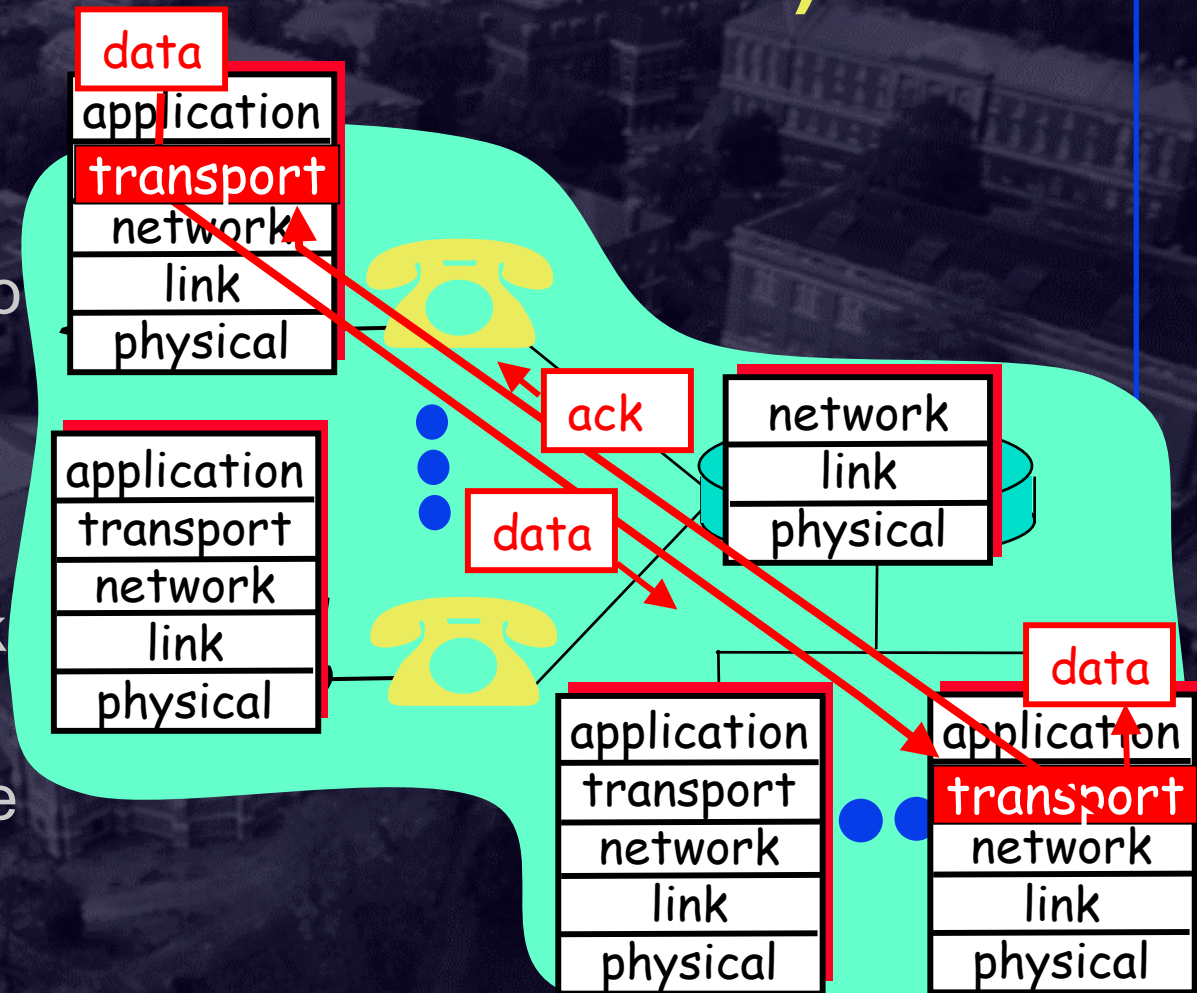 data
application
transport
network
link
physical
ack
data
network
link
physical
application
transport
network
link
physical
data
application
transport
network
link
physical
application
transport
network
link
physical